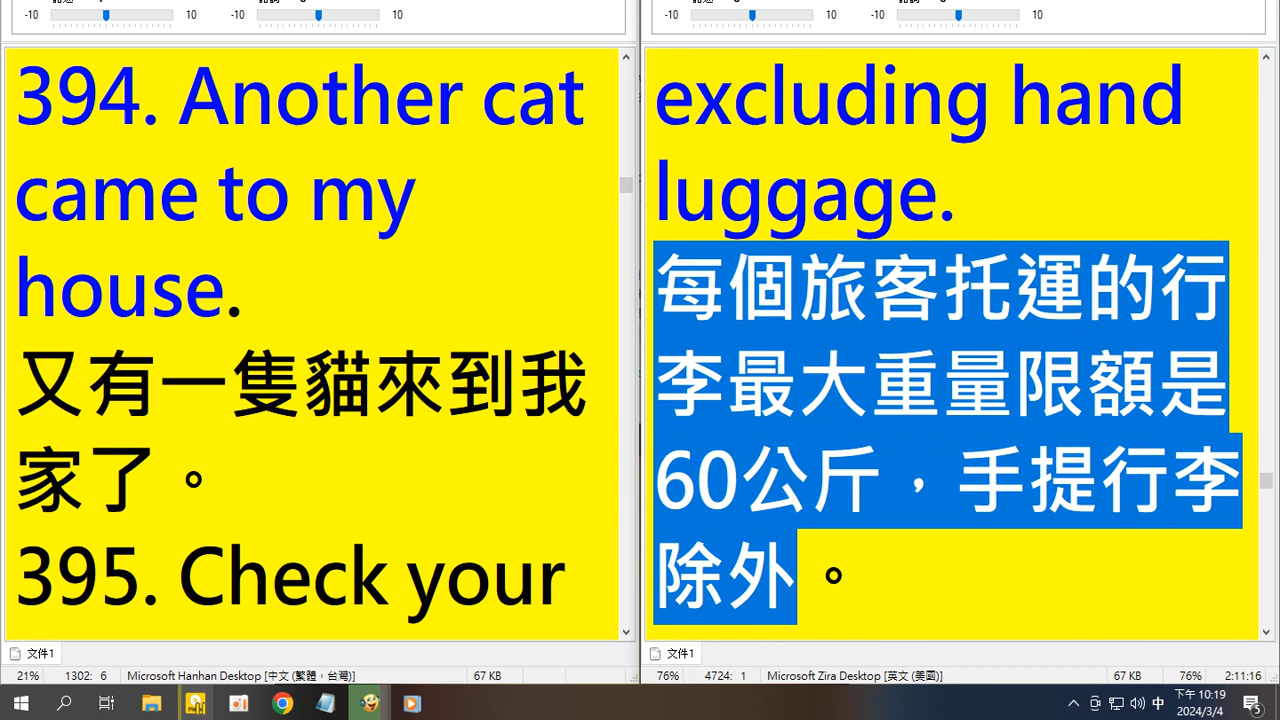 -10
10
-10
10
-10
10
-10
10
394. Another cat
came to my
house.
又有一隻貓來到我
家了。
395. Check your
excluding hand
luggage.
每個旅客托運的行
李最大重量限額是
60公斤，手提行李
除外。
文件1
文件1
21%
1302: 6
Microsoft Hanhan Desktop [中文 (繁體，台灣)]
67 KB
76%
4724: 1
Microsoft Zira Desktop [英文 (美國)]
67 KB
76%
2:11:16
中
下午 10:19
2024/3/4
5